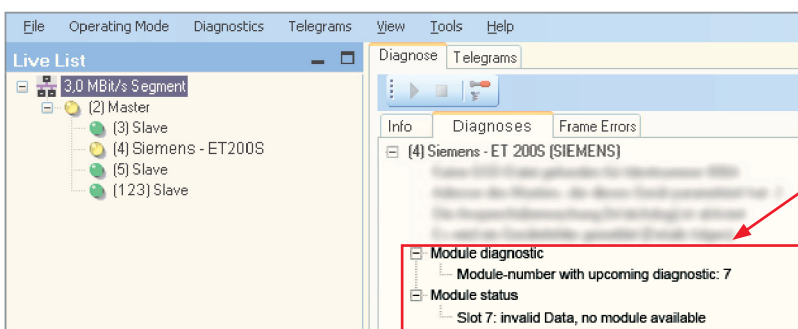 File Operating Mode Diagnostics Telegrams View Tools Help
Live List
3,0 MBit/s Segment
(2) Master
(3) Slave
(4) Siemens - ET200S
(5) Slave
(123) Slave
Diagnose Telegrams
Info Diagnoses Frame Errors
(4) Siemens - ET 200S (SIEMENS)
Module diagnostic
Module-number with upcoming diagnostic: 7
Module status
Slot 7: invalid Data, no module available